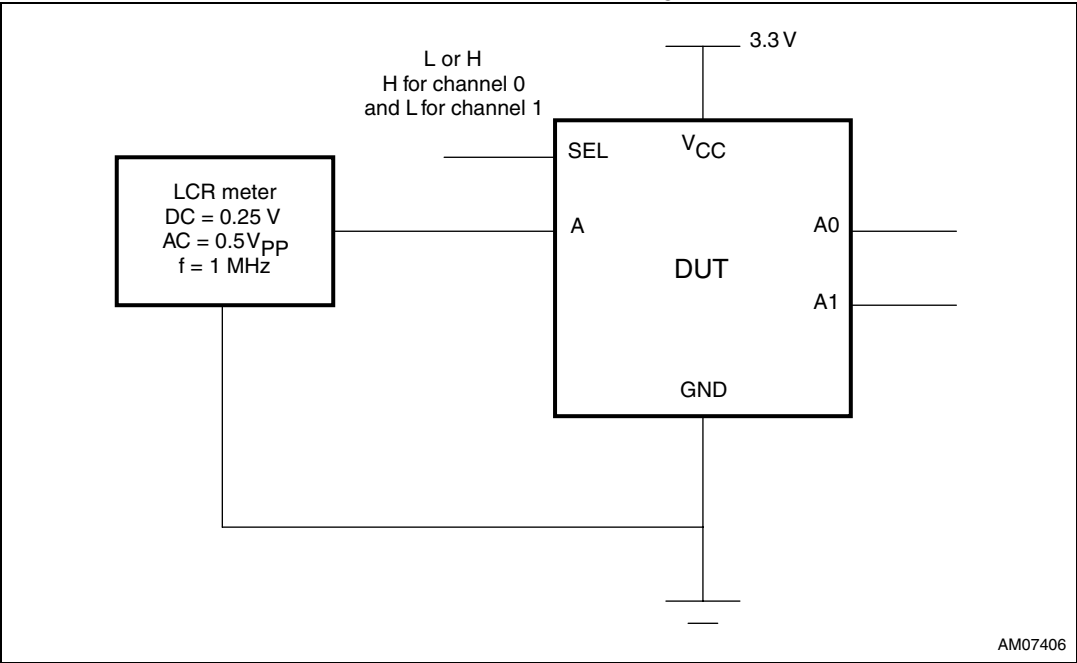 3.3 V
L or H
H for channel 0
and L for channel 1
SEL
VCC
LCR meter
DC = 0.25 V
AC = 0.5VPP
f = 1 MHz
A
A0
DUT
A1
GND
AM07406